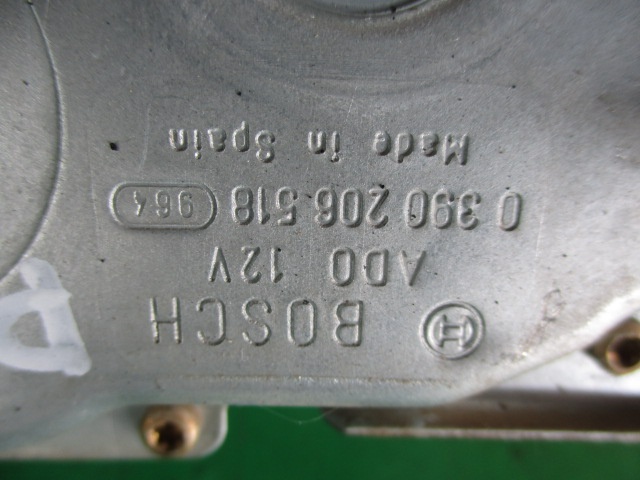 BOSCH
ADO 12V
0 390 206 518 964
Made in Spain